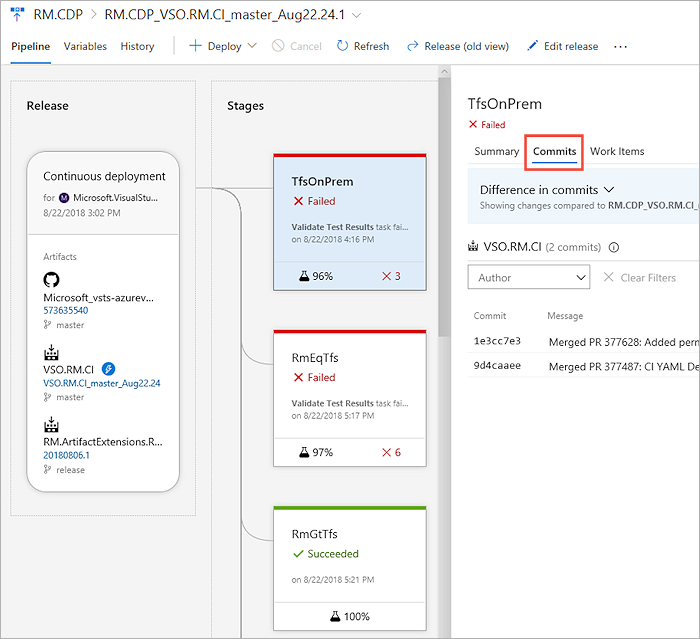 RM.CDP > RM.CDP_VSO.RM.CI_master_Aug22.24.1
Pipeline Variables History + Deploy Cancel Refresh Release (old view) Edit release ...
Release
Continuous deployment
for M Microsoft.VisualStu...
8/22/2018 3:02 PM
Artifacts
Microsoft_vsts-azurev...
573635540
master
VSO.RM.CI
VSO.RM.CI_master_Aug22.24
master
RM.ArtifactExtensions.R...
20180806.1
release
Stages
TfsOnPrem
Failed
Validate Test Results task fai...
on 8/22/2018 4:16 PM
96% 3
RmEqTfs
Failed
Validate Test Results task fai...
on 8/22/2018 5:17 PM
97% 6
RmGtTfs
Succeeded
on 8/22/2018 5:21 PM
100%
TfsOnPrem
Failed
Summary Commits Work Items
Difference in commits
Showing changes compared to RM.CDP_VSO.RM.CI_
VSO.RM.CI (2 commits)
Author Clear Filters
Commit Message
1e3cc7e3 Merged PR 377628: Added perm
9d4caaee Merged PR 377487: CI YAML De